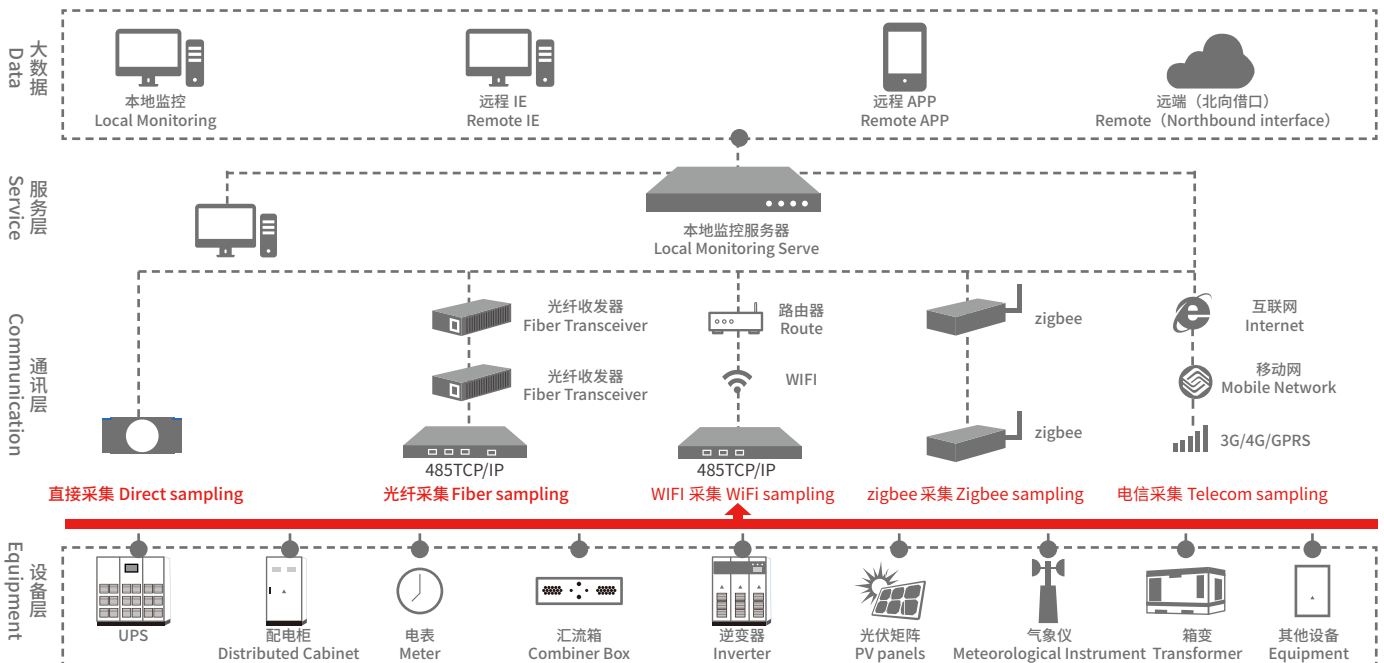 大数据
Data
本地监控
Local Monitoring
远程 IE
Remote IE
远程 APP
Remote APP
远端（北向借口）
Remote（Northbound interface）
服务层
Service
本地监控服务器
Local Monitoring Serve
通讯层
Communication
光纤收发器
Fiber Transceiver
路由器
Route
zigbee
互联网
Internet
光纤收发器
Fiber Transceiver
WIFI
移动网
Mobile Network
zigbee
3G/4G/GPRS
485TCP/IP
485TCP/IP
直接采集 Direct sampling
光纤采集 Fiber sampling
WIFI 采集 WiFi sampling
zigbee 采集 Zigbee sampling
电信采集 Telecom sampling
设备层
Equipment
UPS
配电柜
Distributed Cabinet
电表
Meter
汇流箱
Combiner Box
逆变器
Inverter
光伏矩阵
PV panels
气象仪
Meteorological Instrument
箱变
Transformer
其他设备
Equipment